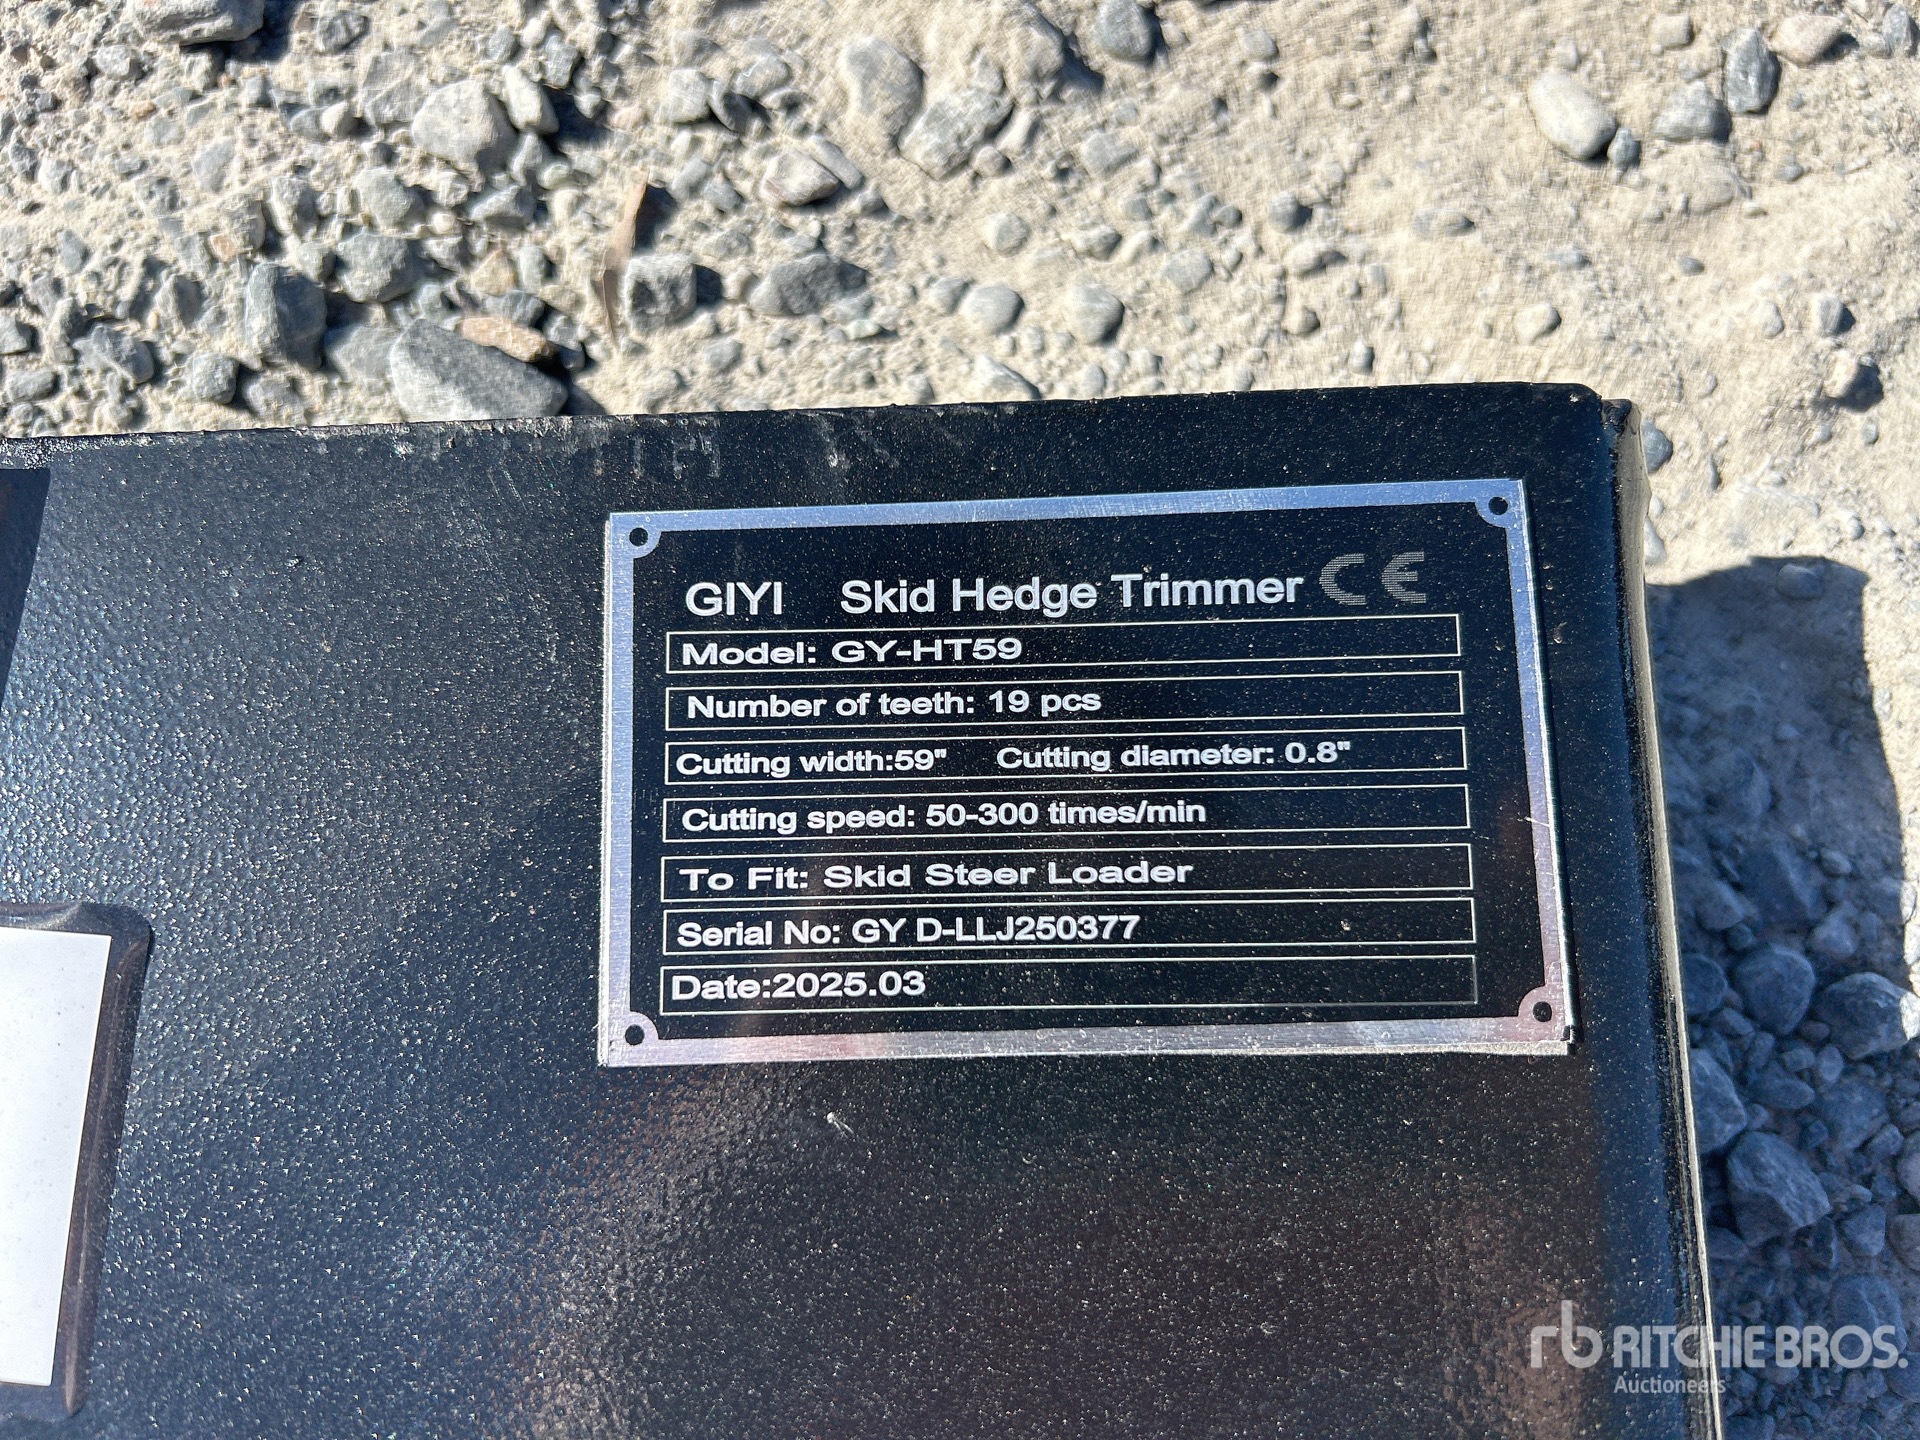 GIYI Skid Hedge Trimmer CE
Model: GY-HT59
Number of teeth: 19 pcs
Cutting width:59" Cutting diameter: 0.8"
Cutting speed: 50-300 times/min
To Fit: Skid Steer Loader
Serial No: GY D-LLJ250377
Date:2025.03
rb RITCHIE BROS.
Auctioneers